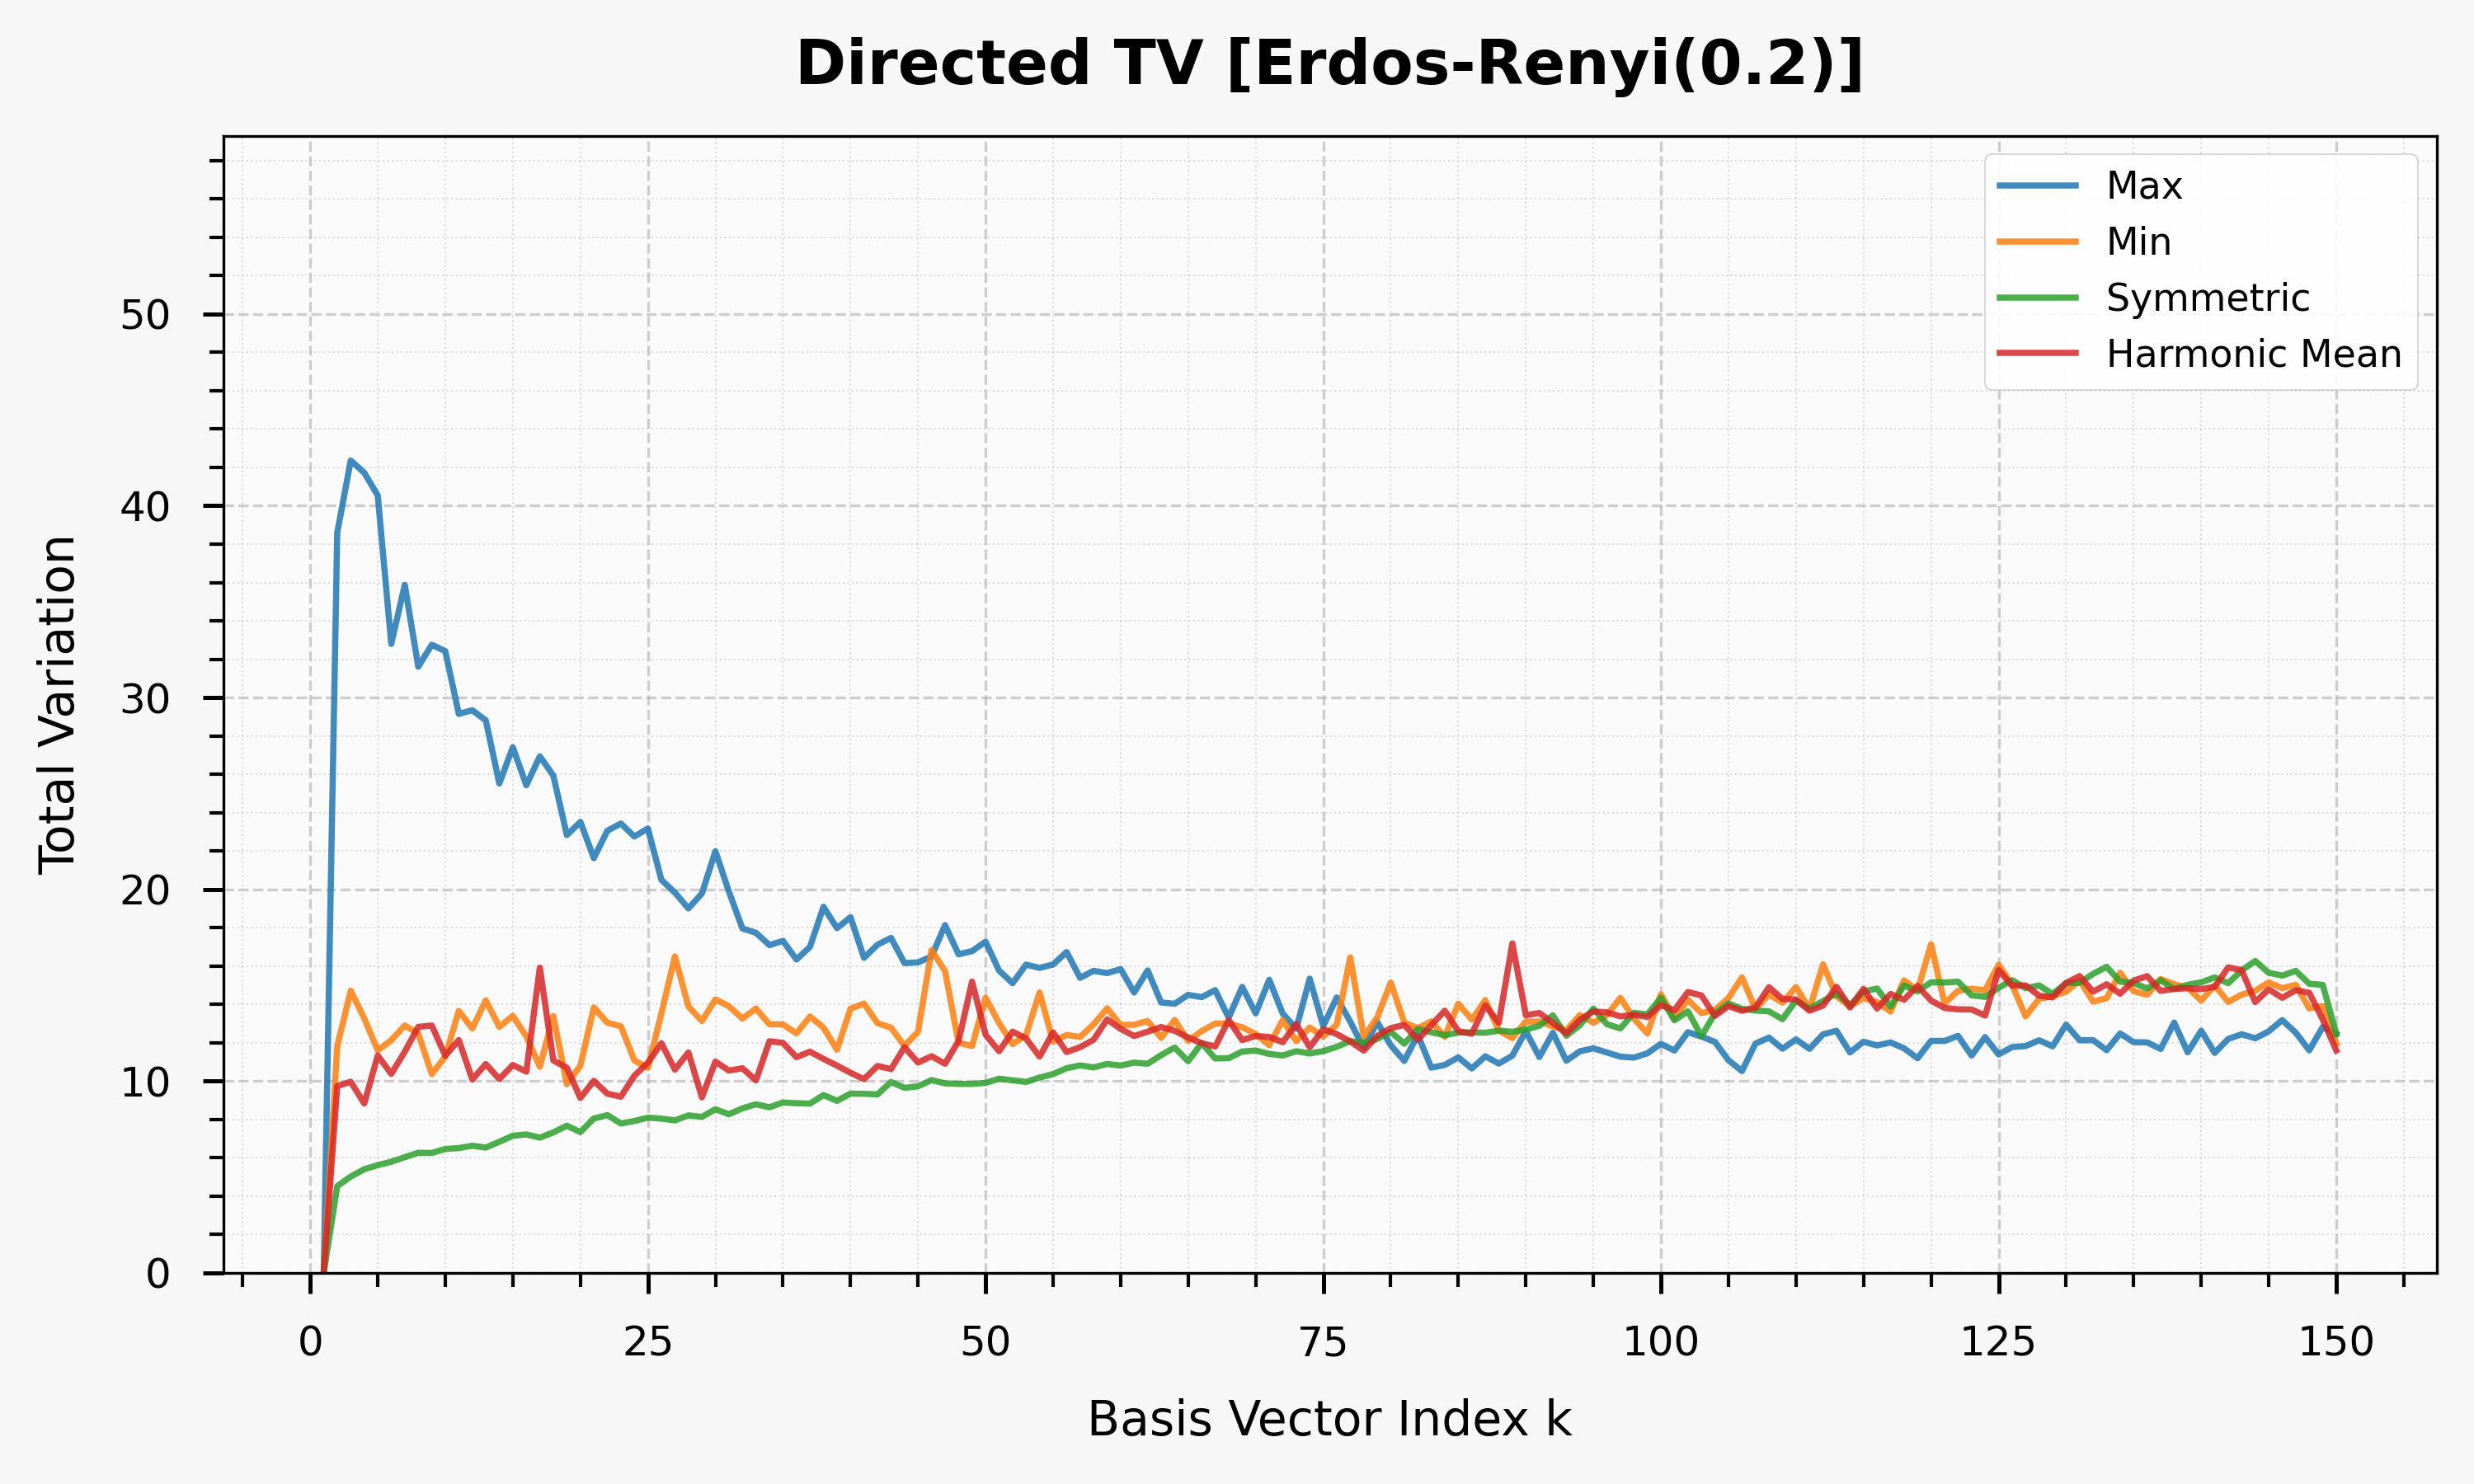 Directed TV [Erdos-Renyi(0.2)]
Max
Min
Symmetric
Harmonic Mean
Total Variation
50
40
30
20
10
0
0 25 50 75 100 125 150
Basis Vector Index k